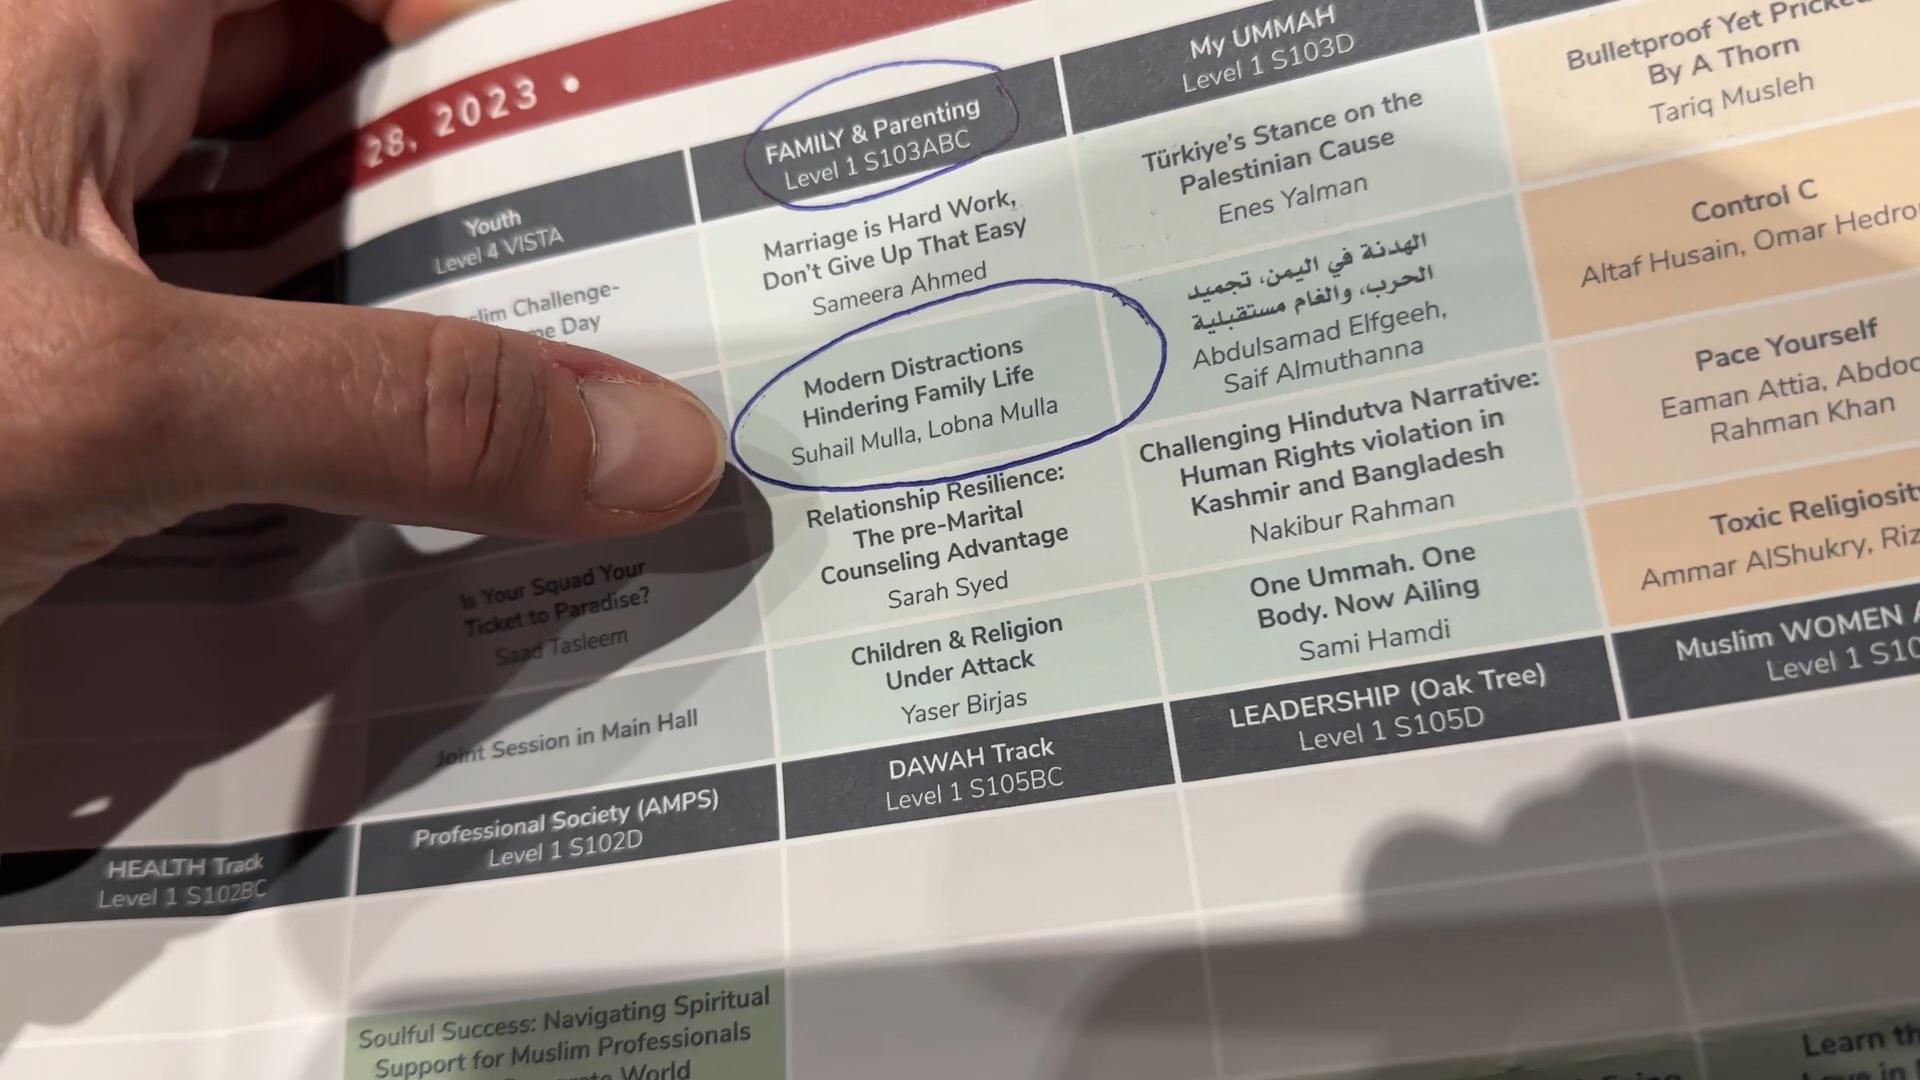 28, 2023 •
Youth
Level 4 VISTA
Challenge-
Day
Is Your Squad Your
Ticket to Paradise?
Saad Tasleem
Joint Session in Main Hall
FAMILY & Parenting
Level 1 S103ABC
Marriage is Hard Work,
Don't Give Up That Easy
Sameera Ahmed
Modern Distractions
Hindering Family Life
Suhail Mulla, Lobna Mulla
Relationship Resilience:
The pre-Marital
Counseling Advantage
Sarah Syed
Children & Religion
Under Attack
Yaser Birjas
My UMMAH
Level 1 S103D
Türkiye's Stance on the
Palestinian Cause
Enes Yalman
الهدنة في اليمن، تجميد
الحرب، والغام مستقبلية
Abdulsamad Elfgeeh,
Saif Almuthanna
Challenging Hindutva Narrative:
Human Rights violation in
Kashmir and Bangladesh
Nakibur Rahman
One Ummah. One
Body. Now Ailing
Sami Hamdi
Bulletproof Yet
By A Thorn
Tariq Musleh
Control C
Altaf Husain, Omar
Pace Yourself
Eaman Attia,
Rahman Khan
Toxic
Ammar AlShukry,
HEALTH Track
Level 1 S102BC
Professional Society (AMPS)
Level 1 S102D
DAWAH Track
Level 1 S105BC
LEADERSHIP (Oak Tree)
Level 1 S105D
Muslim WOMEN
Level 1
Soulful Success: Navigating Spiritual
Support for Muslim Professionals
World
Learn
in